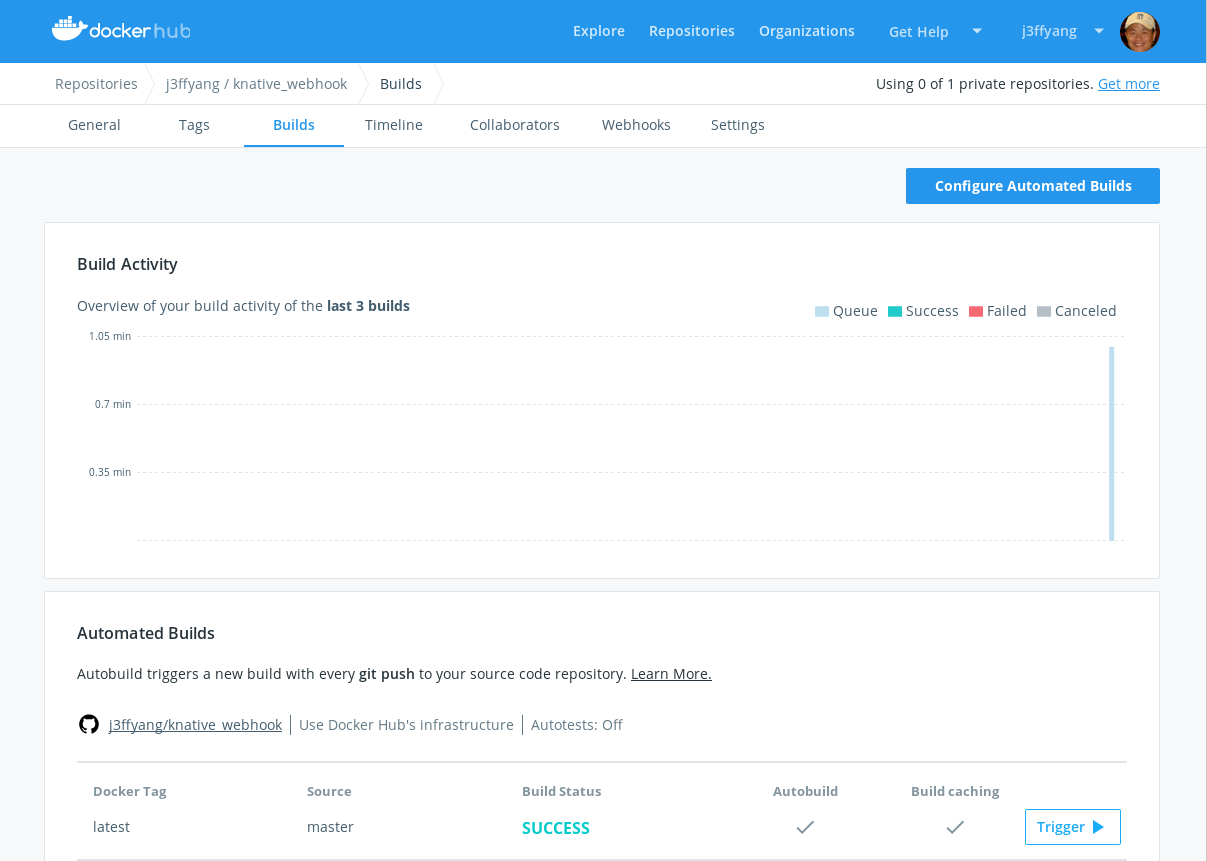 docker hub Explore Repositories Organizations Get Help j3ffyang
Repositories j3ffyang / knative_webhook Builds Using 0 of 1 private repositories. Get more
General Tags Builds Timeline Collaborators Webhooks Settings
Configure Automated Builds
Build Activity
Overview of your build activity of the last 3 builds
Queue Success Failed Canceled
1.05 min
0.7 min
0.35 min
Automated Builds
Autobuild triggers a new build with every git push to your source code repository. Learn More.
j3ffyang/knative_webhook Use Docker Hub's infrastructure Autotests: Off
Docker Tag Source Build Status Autobuild Build caching
latest master SUCCESS Trigger